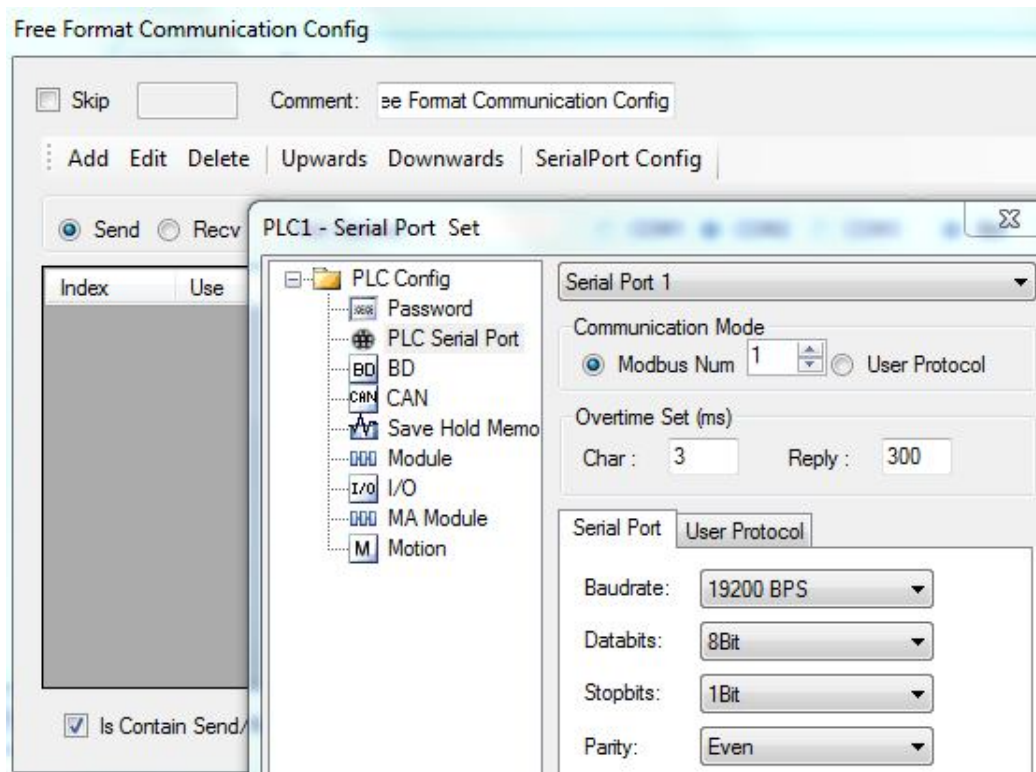 Free Format Communication Config
Skip
Comment: ee Format Communication Config
Add Edit Delete Upwards Downwards SerialPort Config
Send Recv
Index Use
Is Contain Send/
PLC1 - Serial Port Set
PLC Config
Password
PLC Serial Port
BD BD
CAN CAN
Save Hold Memo
Module
I/O I/O
MA Module
M Motion
Serial Port 1
Communication Mode
Modbus Num 1 User Protocol
Overtime Set (ms)
Char : 3 Reply : 300
Serial Port User Protocol
Baudrate: 19200 BPS
Databits: 8Bit
Stopbits: 1Bit
Parity: Even